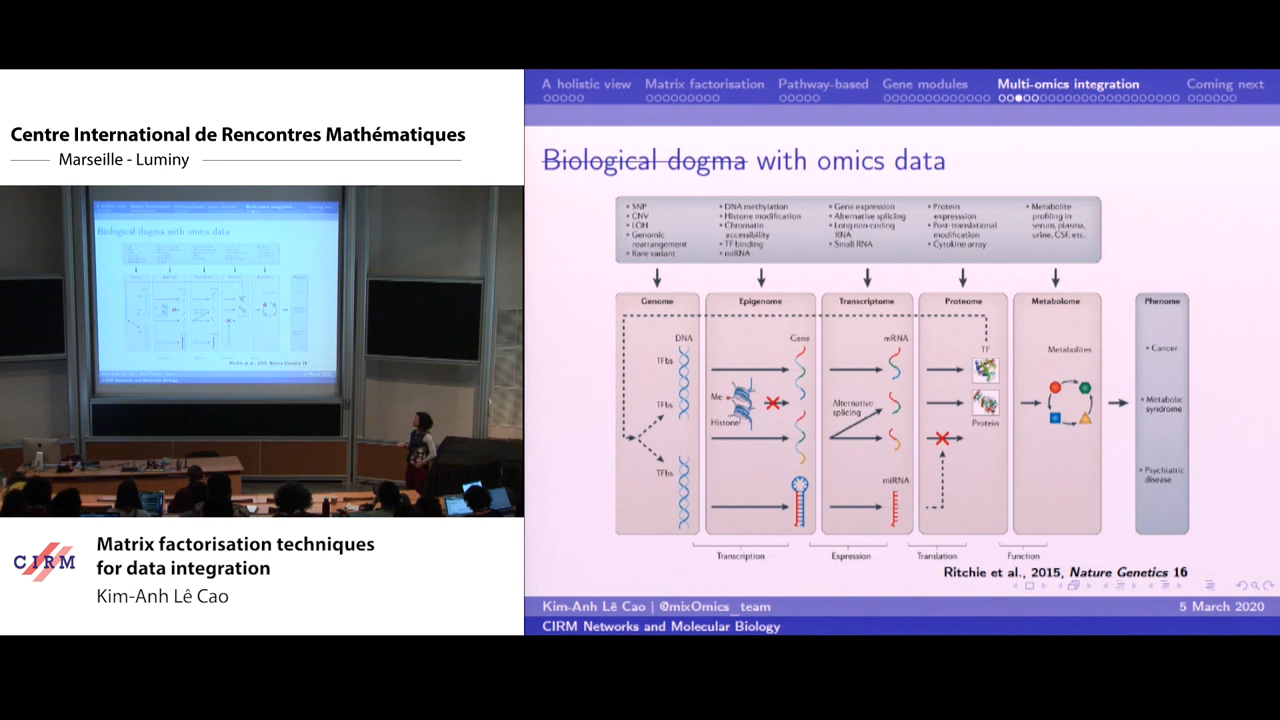 Centre International de Rencontres Mathématiques
Marseille - Luminy
CIRM
Matrix factorisation techniques
for data integration
Kim-Anh Lê Cao
A holistic view
Matrix factorisation
Pathway-based
Gene modules
Multi-omics integration
Coming next
Biological dogma with omics data
• SNP
• CNV
• LOH
• Genomic
rearrangement
• Rare variant
• DNA methylation
• Histone modification
• Chromatin
accessibility
• TF binding
• miRNA
• Gene expression
• Alternative splicing
• Long non-coding
RNA
• Small RNA
• Protein
expression
• Post-translational
modification
• Cytokine array
• Metabolite
profiling in
serum, plasma,
urine, CSF, etc.
Genome
Epigenome
Transcriptome
Proteome
Metabolome
Phenome
DNA
Gene
mRNA
TF
Metabolites
TFbs
TFbs
TFbs
Me
Histone
Alternative
splicing
Protein
miRNA
• Cancer
• Metabolic
syndrome
• Psychiatric
disease
Transcription
Expression
Translation
Function
Ritchie et al., 2015, Nature Genetics 16
Kim-Anh Lê Cao | @mixOmics_team
5 March 2020
CIRM Networks and Molecular Biology
Biological dogma with omics data